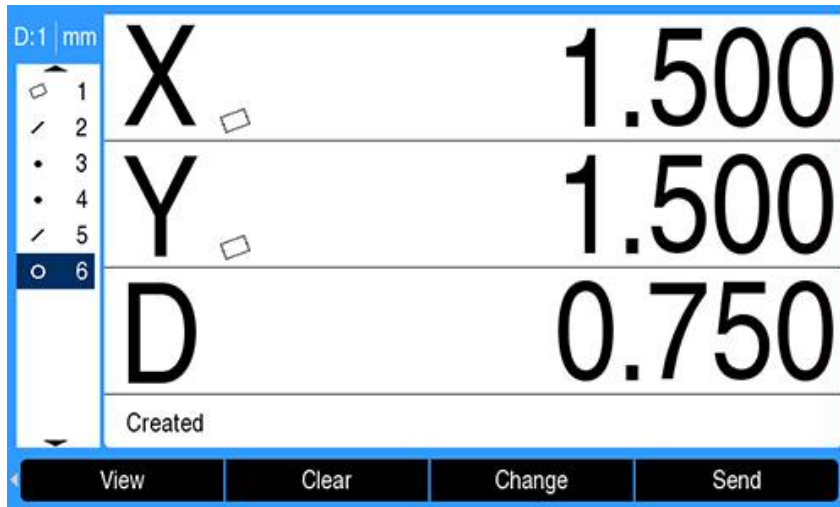 D:1 mm
1
2
3
4
5
6
X 1.500
Y 1.500
D 0.750
Created
View Clear Change Send